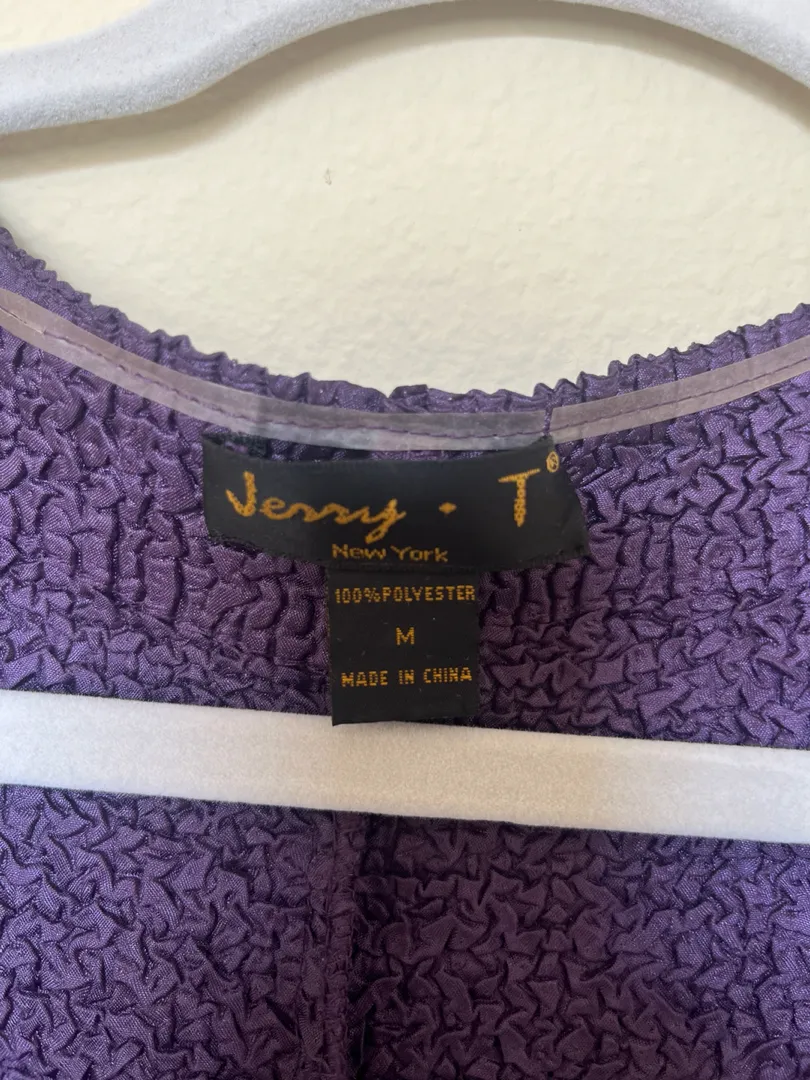 Jerry · T®
New York
100%POLYESTER
M
MADE IN CHINA